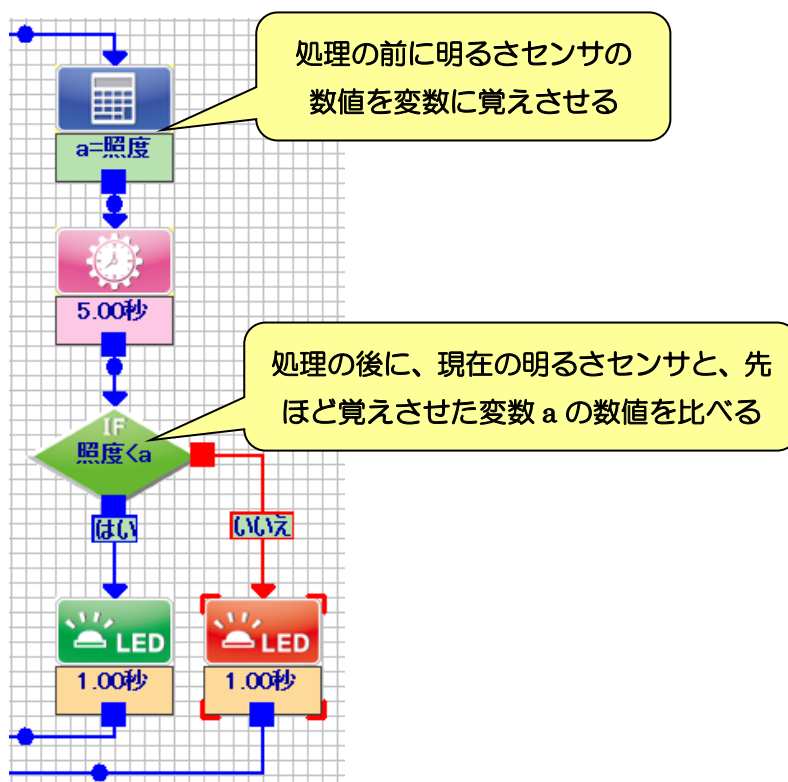 処理の前に明るさセンサの
数値を変数に覚えさせる
a=照度
5.00秒
処理の後に、現在の明るさセンサと、先
ほど覚えさせた変数 a の数値を比べる
IF
照度<a
はい
いいえ
LED
LED
1.00秒
1.00秒